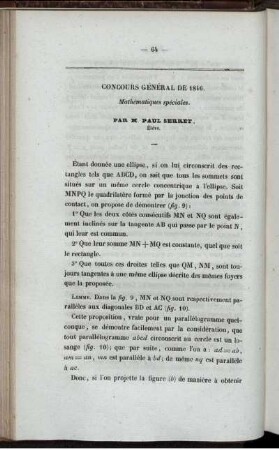 — 64 —
CONCOURS GÉNÉRAL DE 1846.
Mathématiques spéciales.
PAR M. PAUL SERRET,
Élève.
Étant donnée une ellipse, si on lui circonscrit des rec-
tangles tels que ABCD, on sait que tous les sommets sont
situés sur un même cercle concentrique à l'ellipse. Soit
MNPQ le quadrilatère formé par la jonction des points de
contact, on propose de démontrer (fig. 9) :
1° Que les deux côtés consécutifs MN et NQ sont égale-
ment inclinés sur la tangente AB qui passe par le point N,
qui leur est commun.
2° Que leur somme MN + MQ est constante, quel que soit
le rectangle.
3° Que toutes ces droites telles que QM, NM, sont tou-
jours tangentes à une même ellipse décrite des mêmes foyers
que la proposée.
LEMME. Dans la fig. 9, MN et NQ sont respectivement pa-
rallèles aux diagonales BD et AC (fig. 10).
Cette proposition, vraie pour un parallélogramme quel-
conque, se démontre facilement par la considération, que
tout parallélogramme abcd circonscrit au cercle est un lo-
sange (fig. 10); que par suite, comme l'on a : ad = ab,
am = an, mn est parallèle à bd; de même nq est parallèle
à ac.
Donc, si l'on projette la figure (b) de manière à obtenir